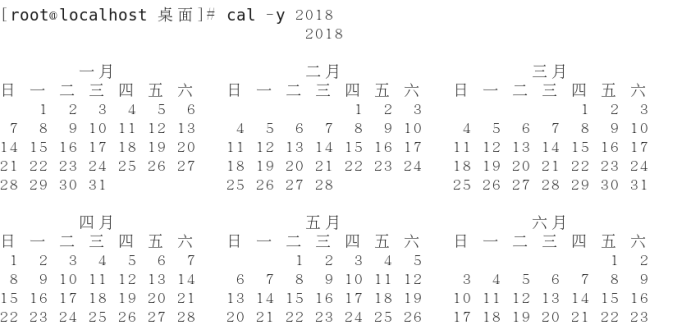 [root@localhost 桌面]# cal -y 2018
2018
一月 二月 三月
日 一 二 三 四 五 六 日 一 二 三 四 五 六 日 一 二 三 四 五 六
1 2 3 4 5 6 1 2 3 1 2 3
7 8 9 10 11 12 13 4 5 6 7 8 9 10 4 5 6 7 8 9 10
14 15 16 17 18 19 20 11 12 13 14 15 16 17 11 12 13 14 15 16 17
21 22 23 24 25 26 27 18 19 20 21 22 23 24 18 19 20 21 22 23 24
28 29 30 31 25 26 27 28 25 26 27 28 29 30 31
四月 五月 六月
日 一 二 三 四 五 六 日 一 二 三 四 五 六 日 一 二 三 四 五 六
1 2 3 4 5 6 7 1 2 3 4 5 1 2
8 9 10 11 12 13 14 6 7 8 9 10 11 12 3 4 5 6 7 8 9
15 16 17 18 19 20 21 13 14 15 16 17 18 19 10 11 12 13 14 15 16
22 23 24 25 26 27 28 20 21 22 23 24 25 26 17 18 19 20 21 22 23